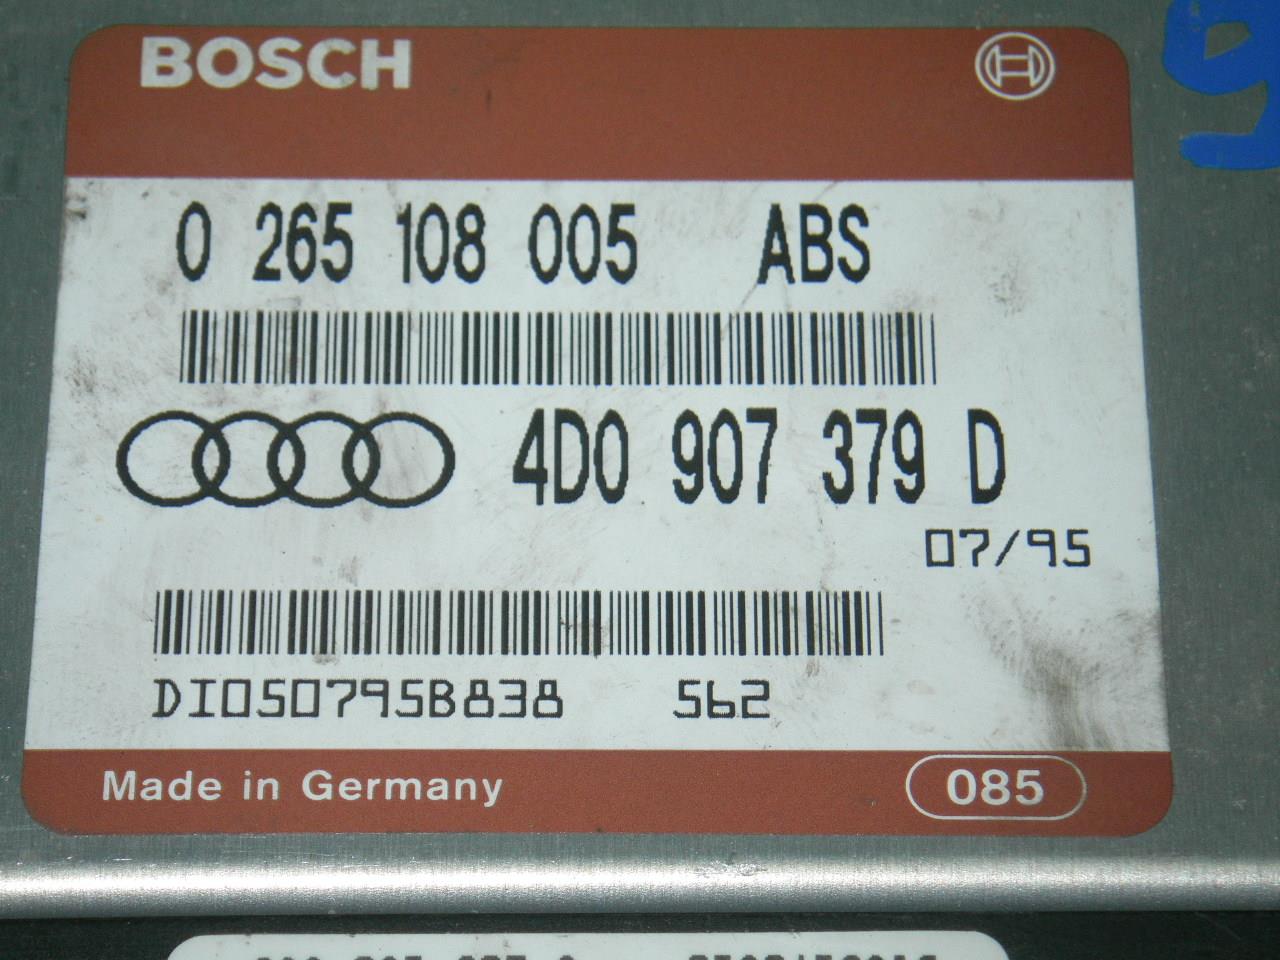 BOSCH
0 265 108 005 ABS
4D0 907 379 D
07/95
DI050795B838 562
Made in Germany 085